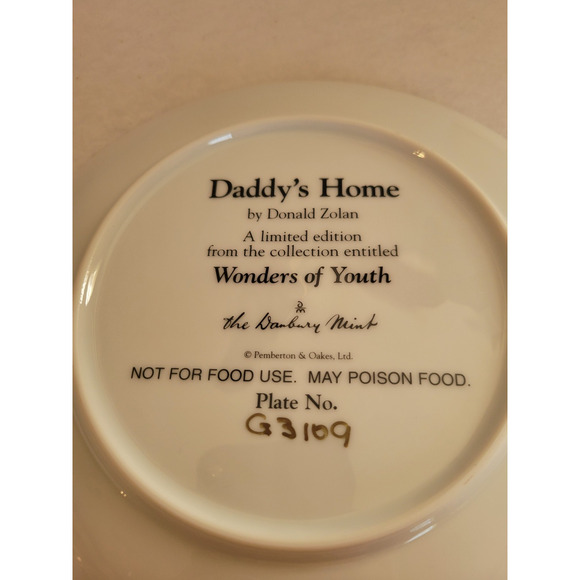 Daddy's Home
by Donald Zolan
A limited edition
from the collection entitled
Wonders of Youth
DM
the Danbury Mint
© Pemberton & Oakes, Ltd.
NOT FOR FOOD USE. MAY POISON FOOD.
Plate No.
G3109